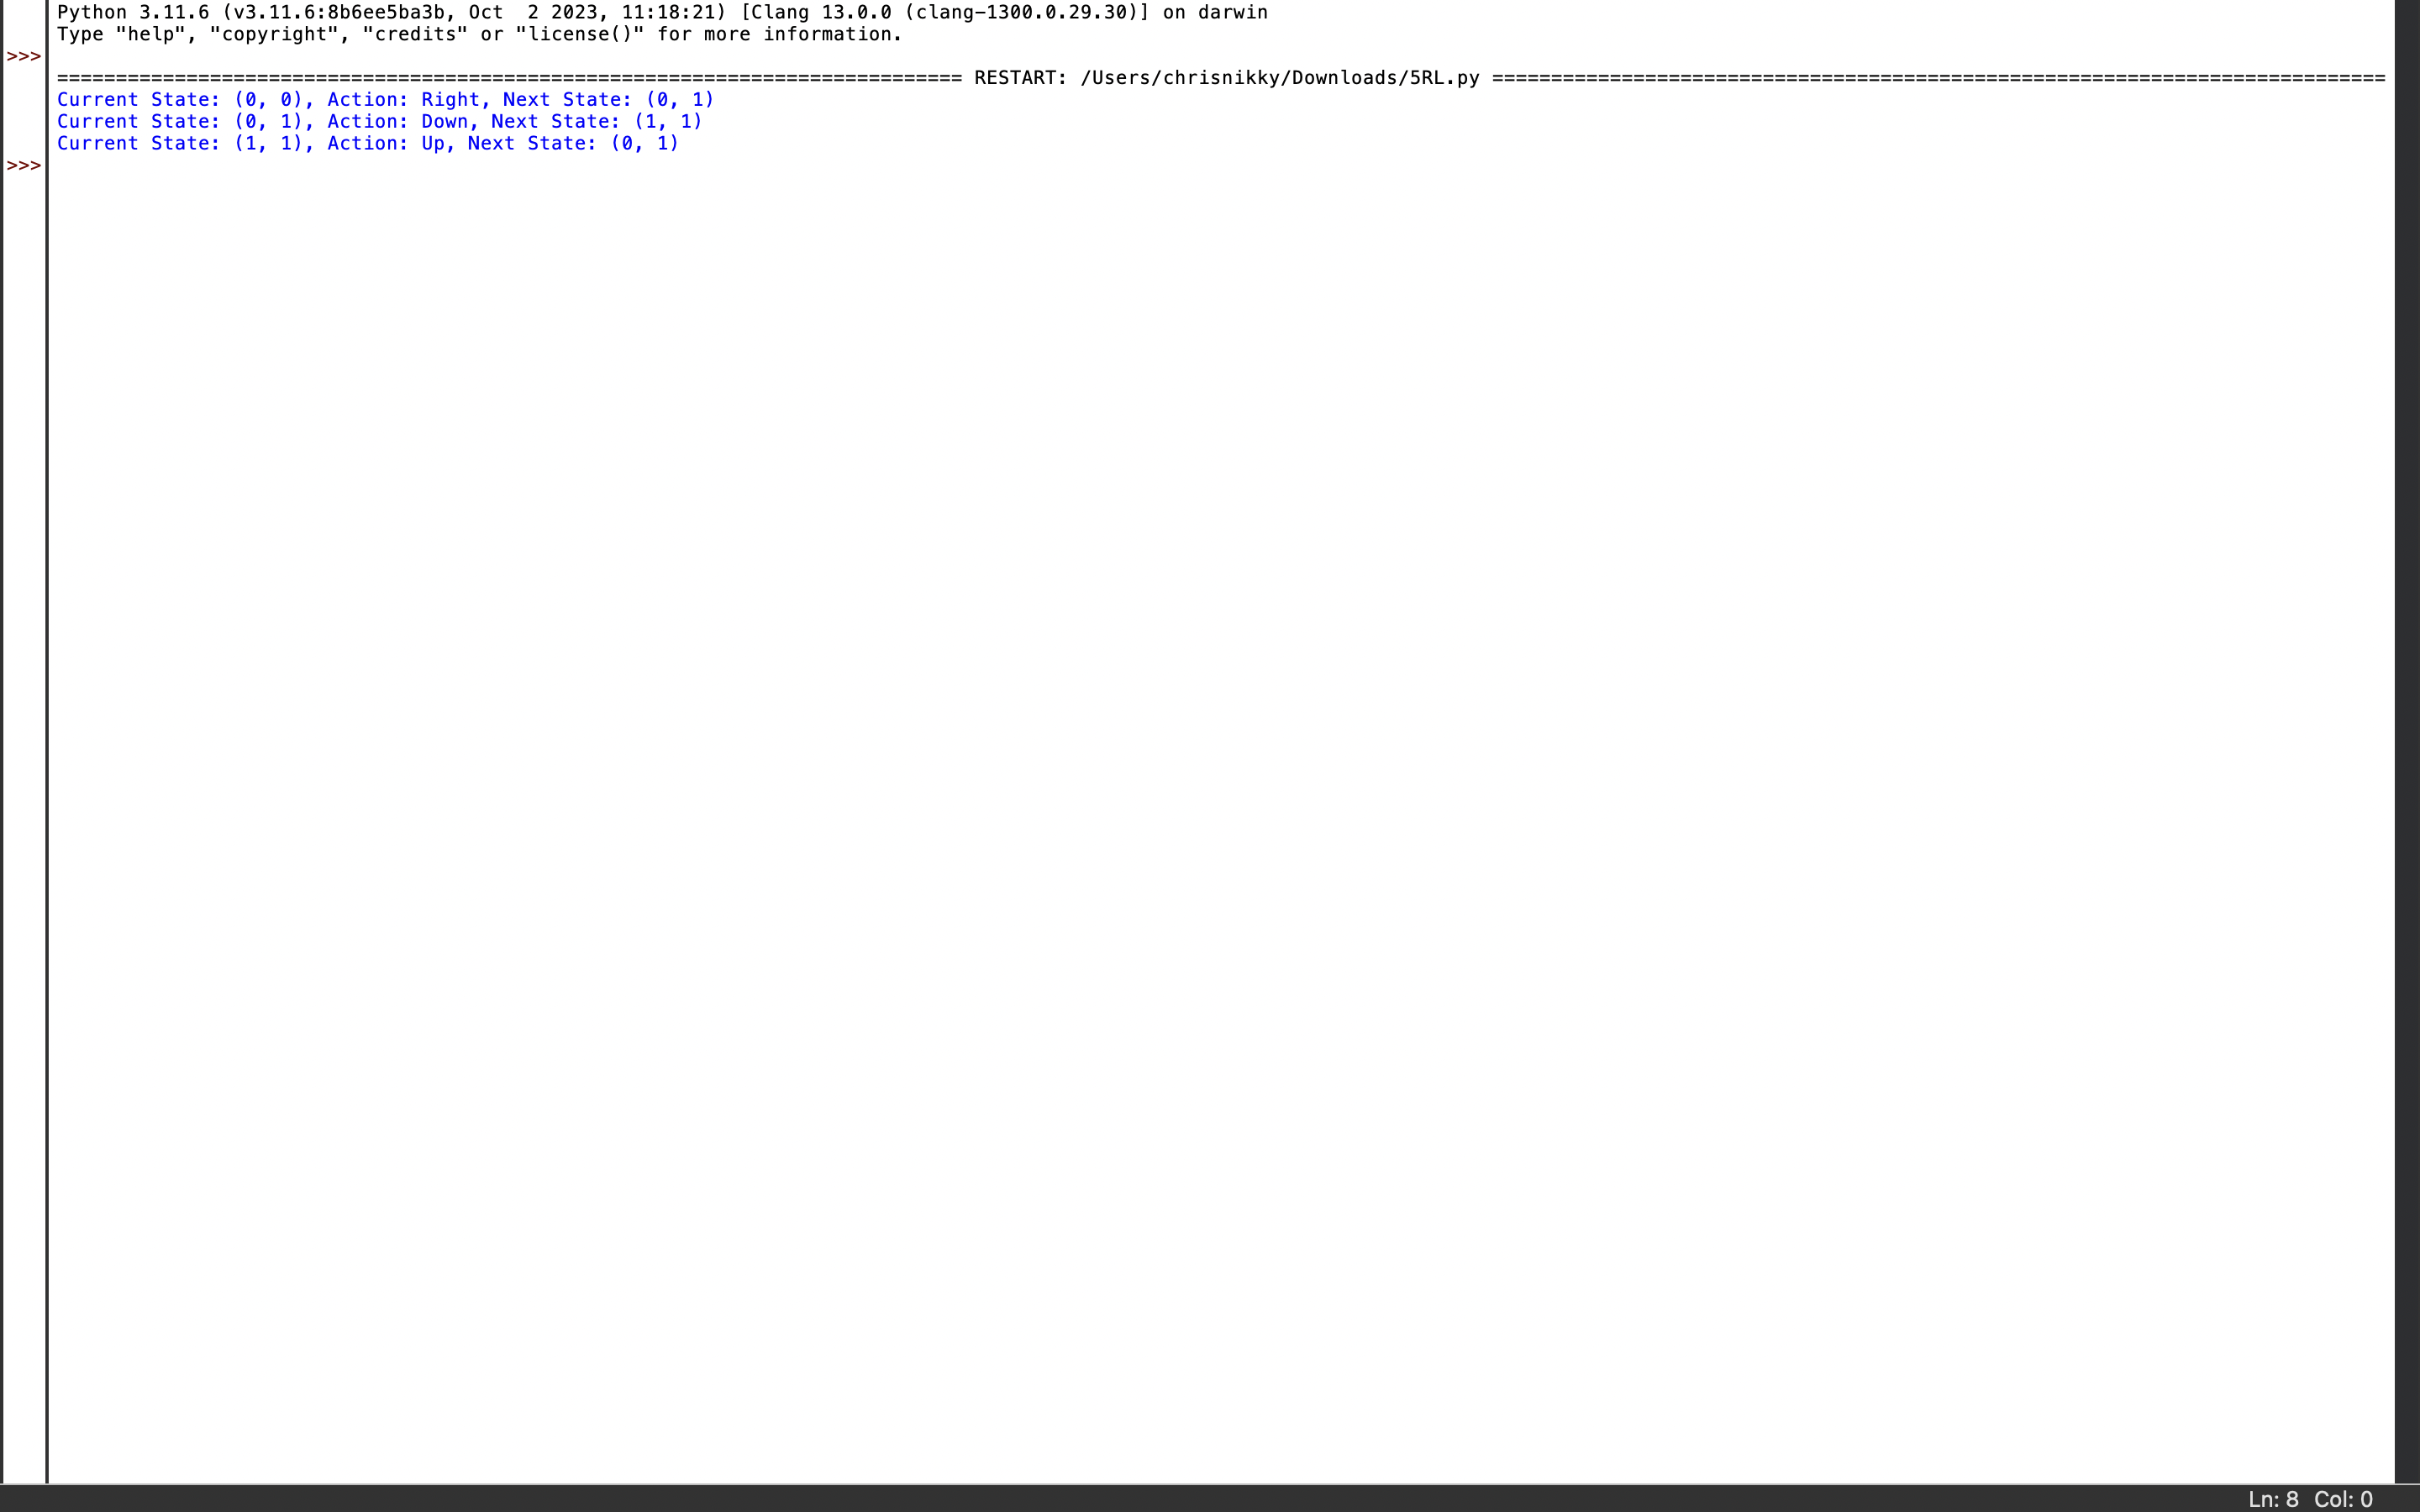 Python 3.11.6 (v3.11.6:8b6ee5ba3b, Oct  2 2023, 11:18:21) [Clang 13.0.0 (clang-1300.0.29.30)] on darwin
Type "help", "copyright", "credits" or "license()" for more information.
>>>
============================================================================= RESTART: /Users/chrisnikky/Downloads/5RL.py ============================================================================
Current State: (0, 0), Action: Right, Next State: (0, 1)
Current State: (0, 1), Action: Down, Next State: (1, 1)
Current State: (1, 1), Action: Up, Next State: (0, 1)
>>>
Ln: 8  Col: 0